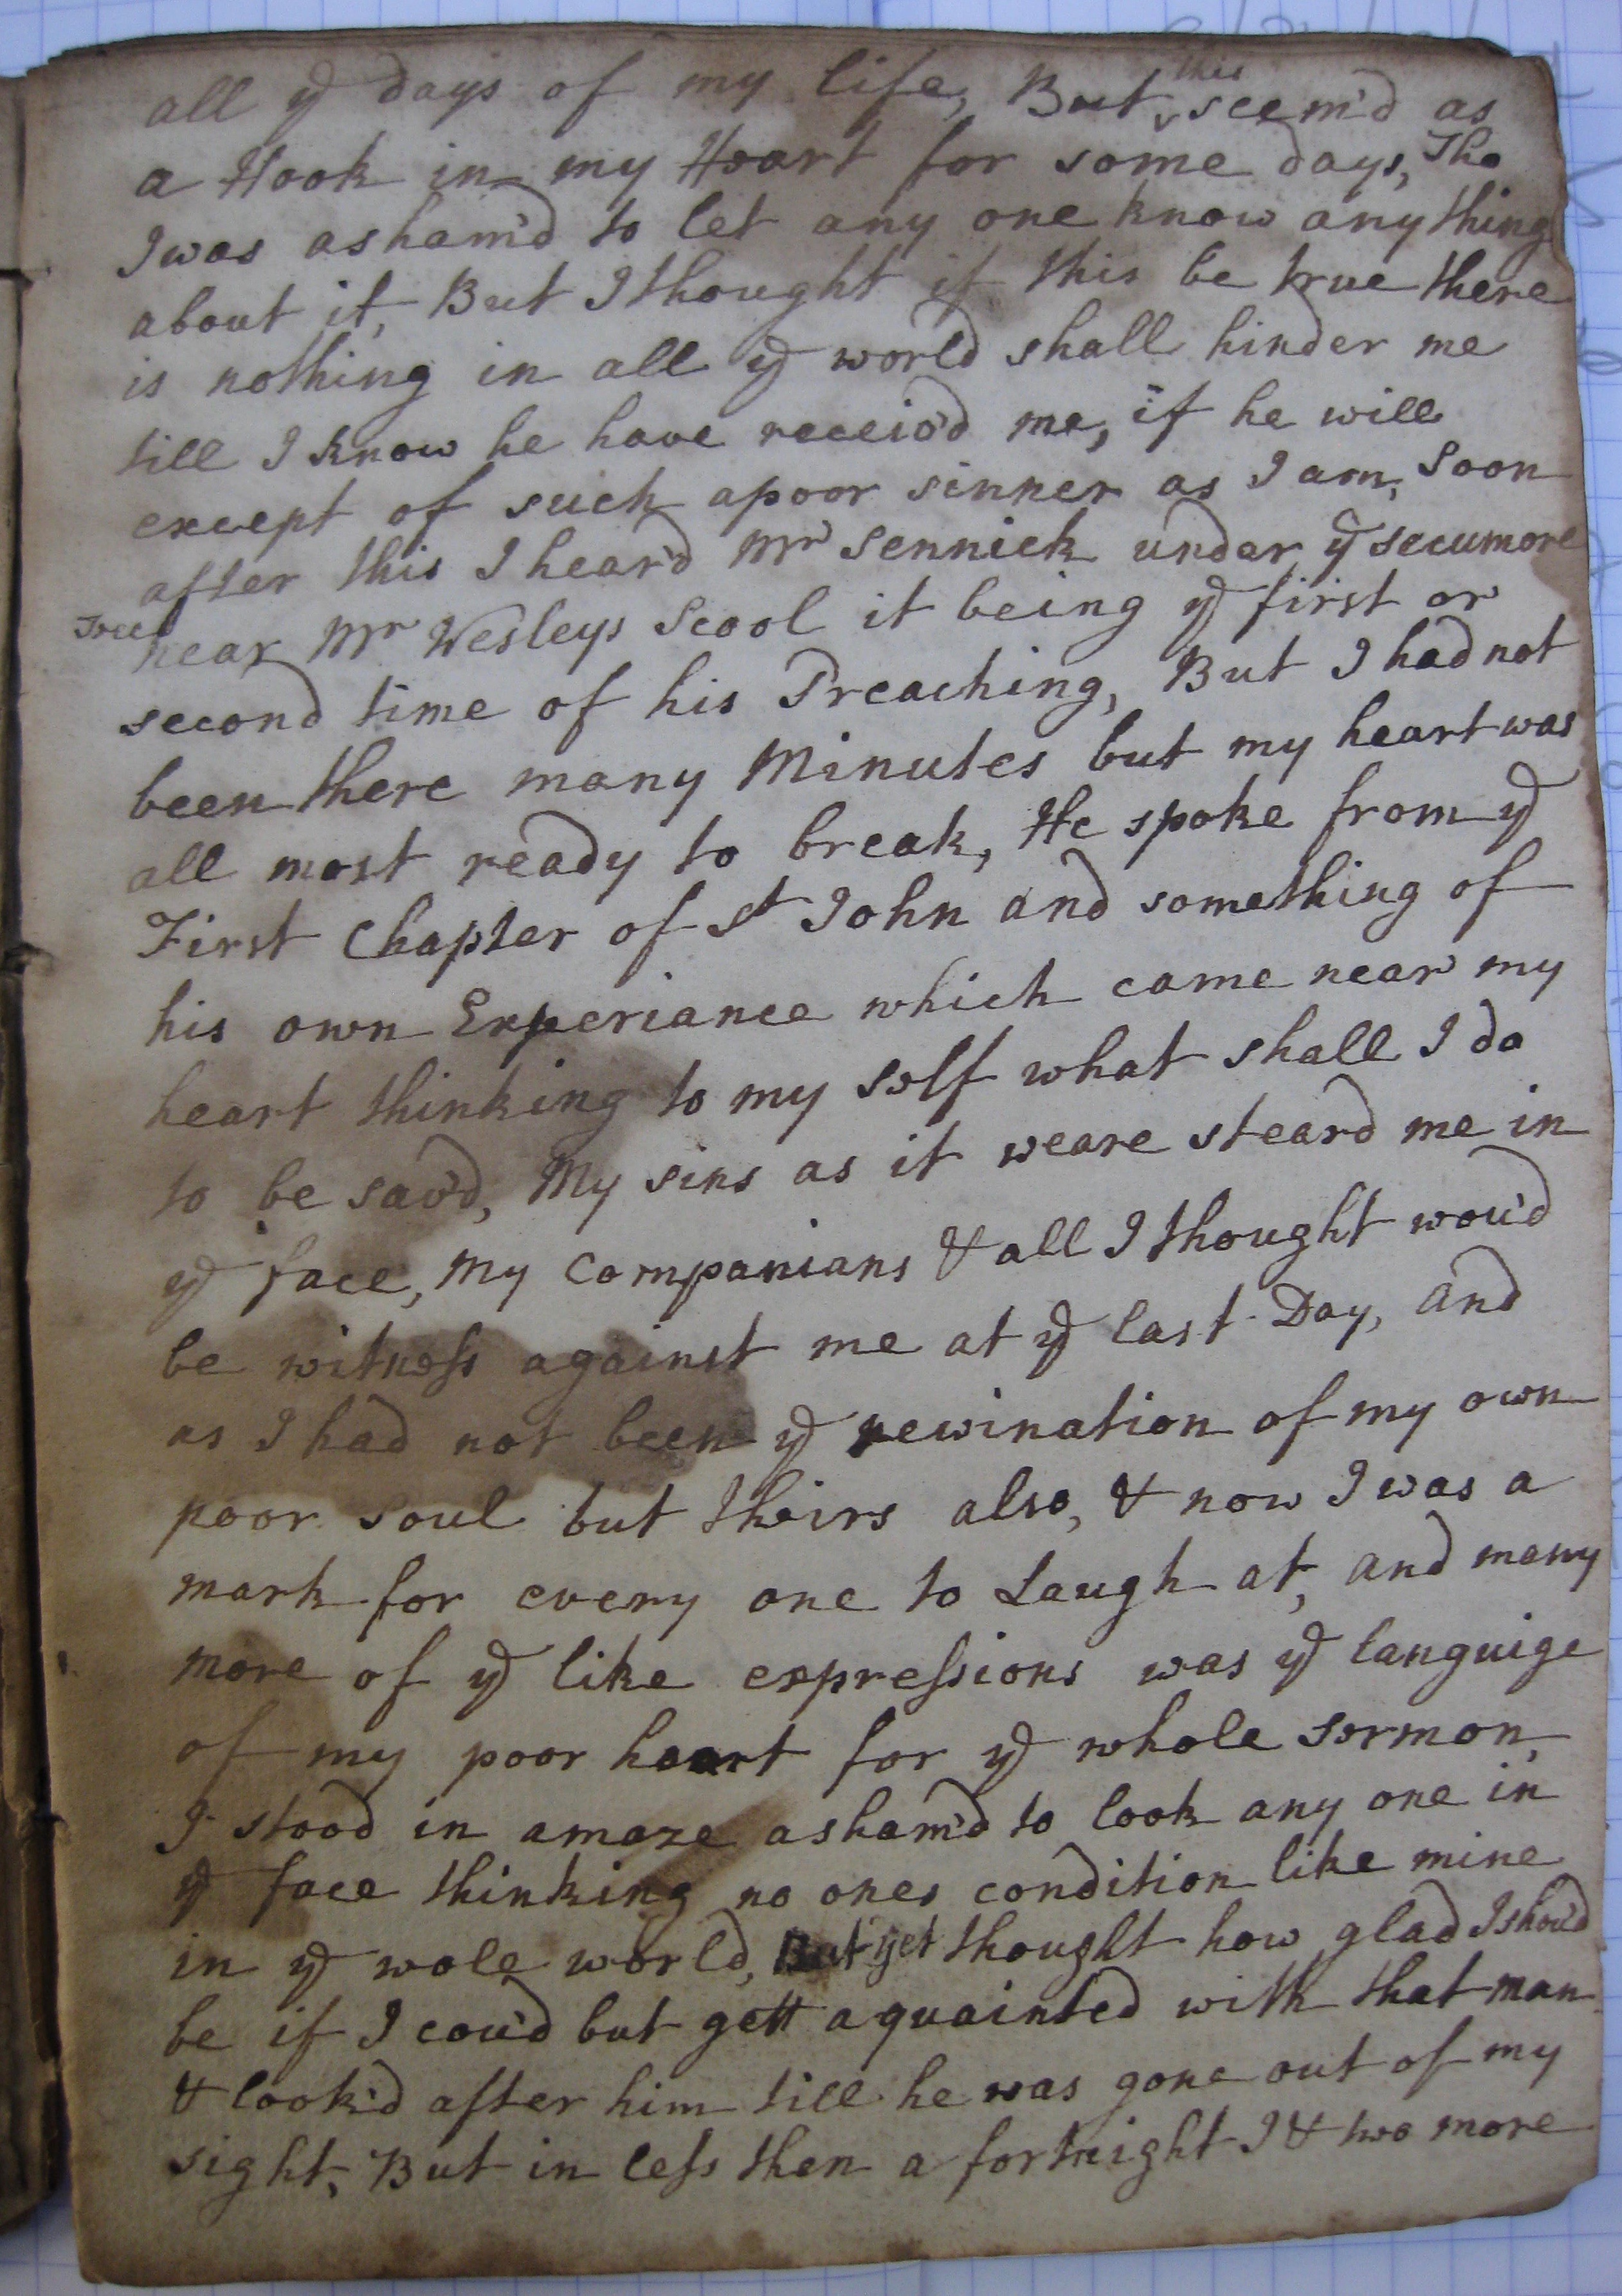 all ye days of my life, But this seem'd as
a Hook in my Heart for some days, Tho
I was asham'd to let any one know any thing
about it, But I thought if this be true there
is nothing in all ye world shall hinder me
till I know he have receiv'd me, if he will
except of such a poor sinner as I am, Soon
after this I hear'd Mr Sennick under ye secumore
Tree near Mr Wesleys Scool it being ye first or
second time of his Preaching, But I had not
been there many Minutes but my heart was
all most ready to break, He spoke from ye
First Chapter of St John and something of
his own Experiance which came near my
heart thinking to my self what shall I do
to be sav'd, My sins as it weare steard me in
ye face, My Companians & all I thought wou'd
be witness against me at ye last Day, and
as I had not been ye rewination of my own
poor soul but theirs also, & now I was a
mark for every one to Laugh at, and many
more of ye like expressions was ye languige
of my poor heart for ye whole sermon,
I stood in amaze asham'd to look any one in
ye face thinking no ones condition like mine
in ye wole world, But yet thought how glad I shou'd
be if I cou'd but gett aquainted with that man
& look'd after him till he was gone out of my
sight, But in less then a fortnight I & two more